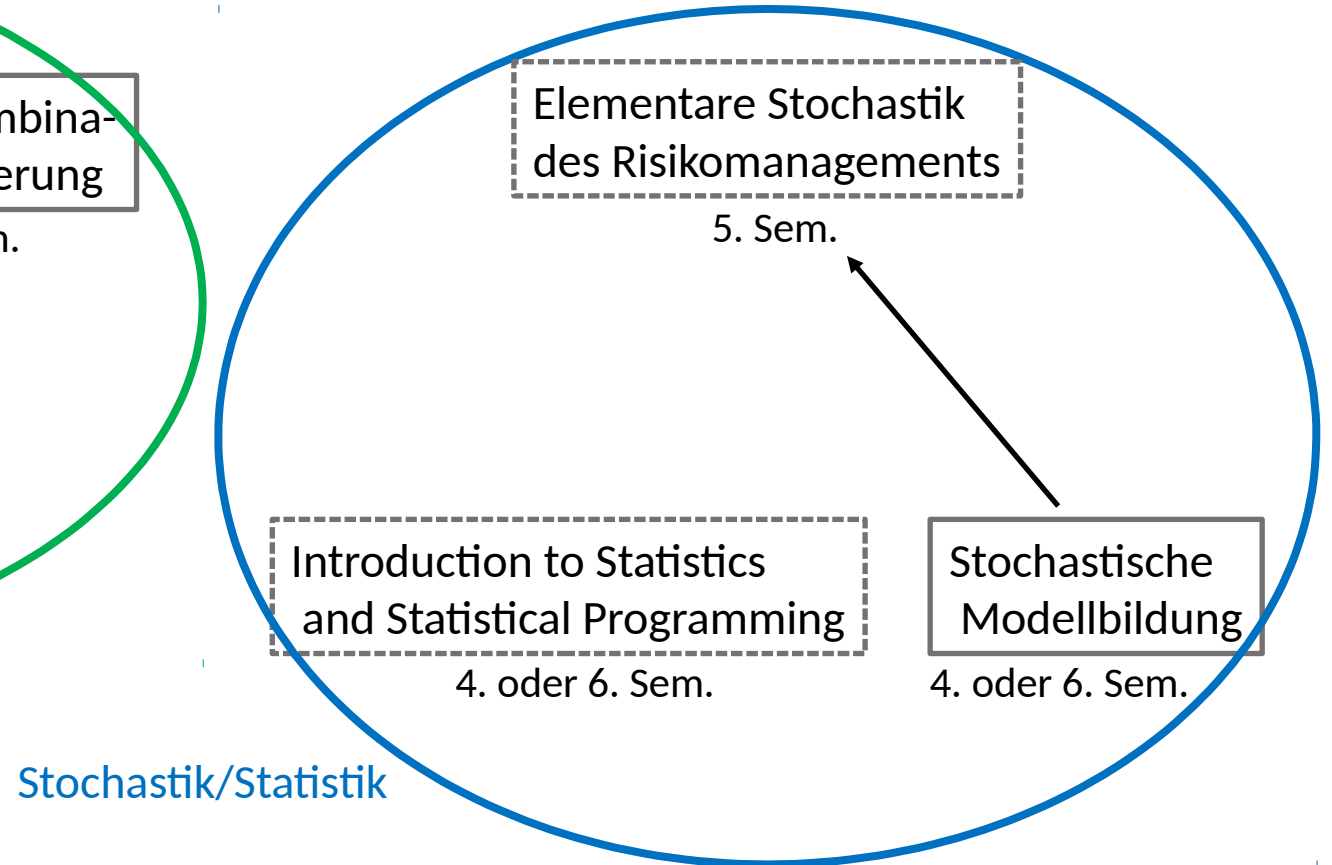 Elementare Stochastik
des Risikomanagements
5. Sem.
Introduction to Statistics
and Statistical Programming
4. oder 6. Sem.
Stochastische
Modellbildung
4. oder 6. Sem.
Stochastik/Statistik